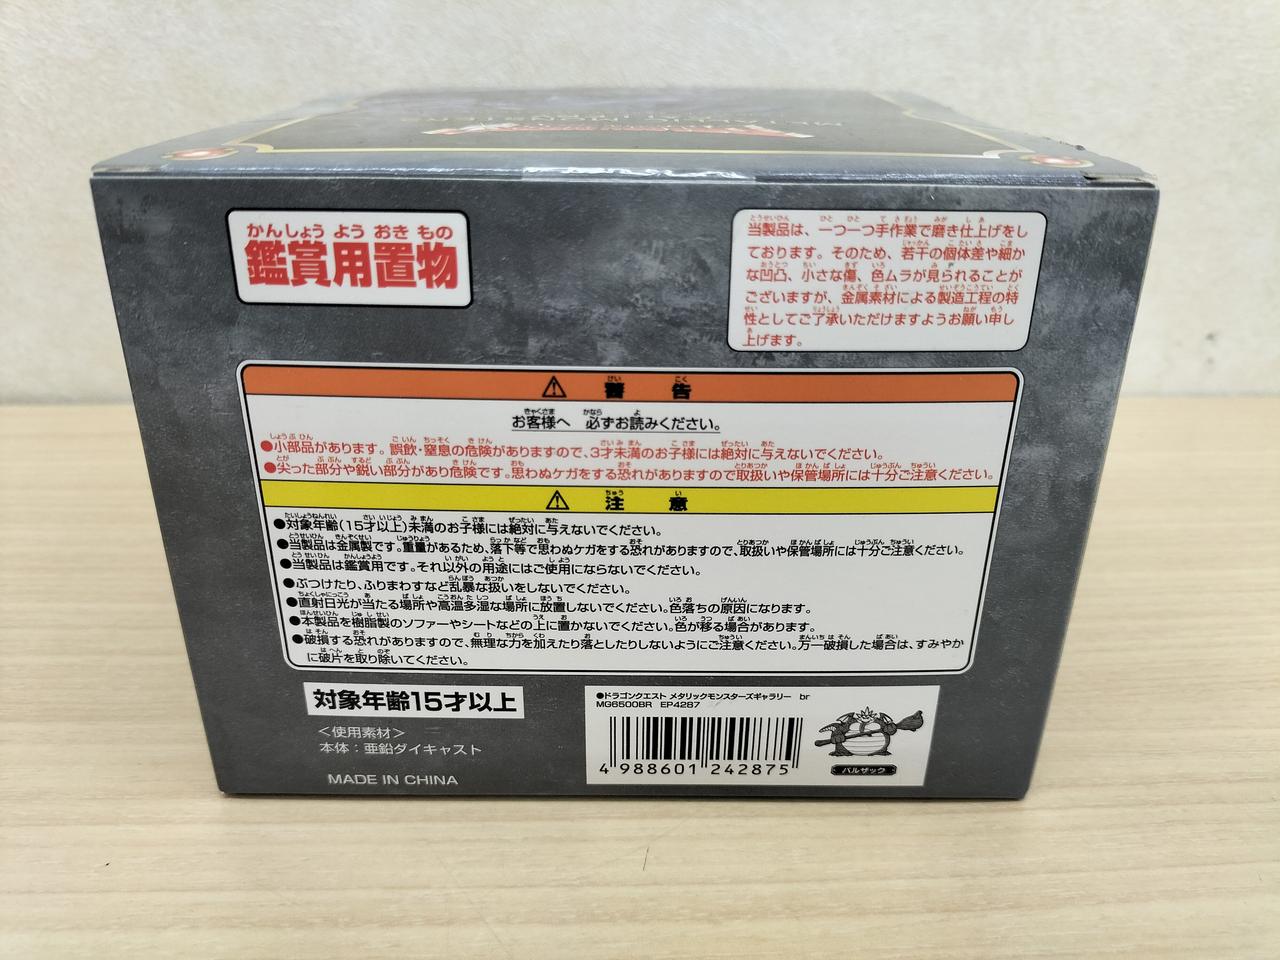 かんしょう よう おき もの
鑑賞用置物
当製品は、一つ一つ手作業で磨き仕上げをし
ております。そのため、若干の個体差や細か
な凹凸、小さな傷、色ムラが見られることが
ございますが、金属素材による製造工程の特
性としてご了承いただけますようお願い申し
上げます。
⚠ 警告
お客様へ 必ずお読みください。
●小部品があります。誤飲・窒息の危険がありますので、3才未満のお子様には絶対に与えないでください。
●尖った部分や鋭い部分があり危険です。思わぬケガをする恐れがありますので取扱いや保管場所には十分ご注意ください。
⚠ 注意
●対象年齢(15才以上)未満のお子様には絶対に与えないでください。
●当製品は金属製です。重量があるため、落下等で思わぬケガをする恐れがありますので、取扱いや保管場所には十分ご注意ください。
●当製品は鑑賞用です。それ以外の用途にはご使用にならないでください。
●ぶつけたり、ふりまわすなど乱暴な扱いをしないでください。
●直射日光が当たる場所や高温多湿な場所に放置しないでください。色落ちの原因になります。
●本製品を樹脂製のソファーやシートなどの上に置かないでください。色が移る場合があります。
●破損する恐れがありますので、無理な力を加えたり落としたりしないようにご注意ください。万一破損した場合は、すみやか
に破片を取り除いてください。
対象年齢15才以上
＜使用素材＞
本体：亜鉛ダイキャスト
MADE IN CHINA
●ドラゴンクエスト メタリックモンスターズギャラリー br
MG6500BR EP4287
4 988601 242875
バルザック